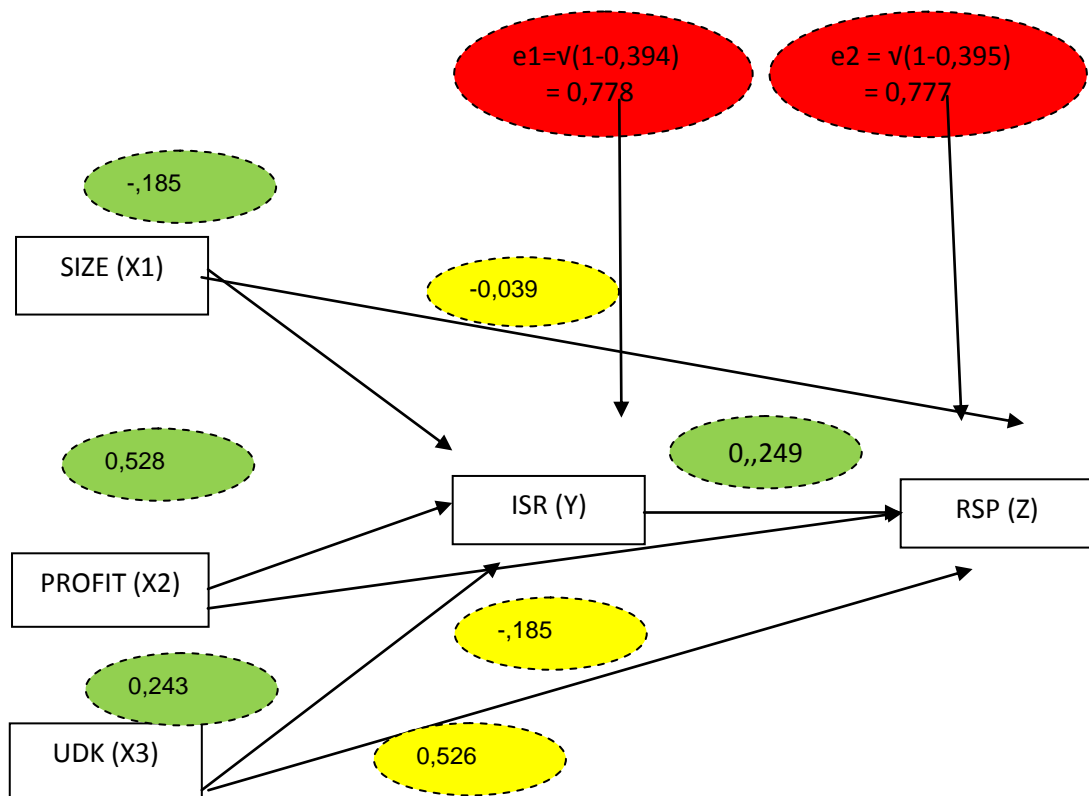 e1=√(1-0,394)
= 0,778
e2 = √(1-0,395)
= 0,777
-,185
SIZE (X1)
-0,039
0,528
0,,249
ISR (Y)
RSP (Z)
PROFIT (X2)
-,185
0,243
UDK (X3)
0,526